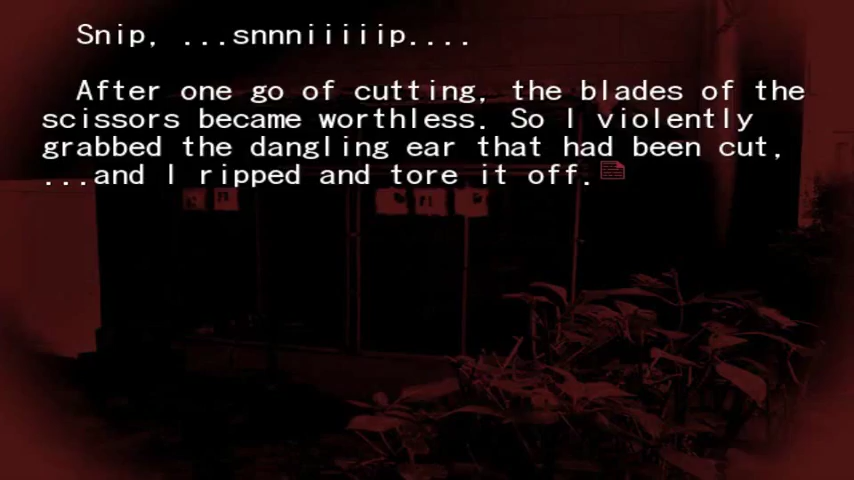 Snip, ...snnniiiiip....
After one go of cutting, the blades of the
scissors became worthless. So I violently
grabbed the dangling ear that had been cut,
...and I ripped and tore it off.